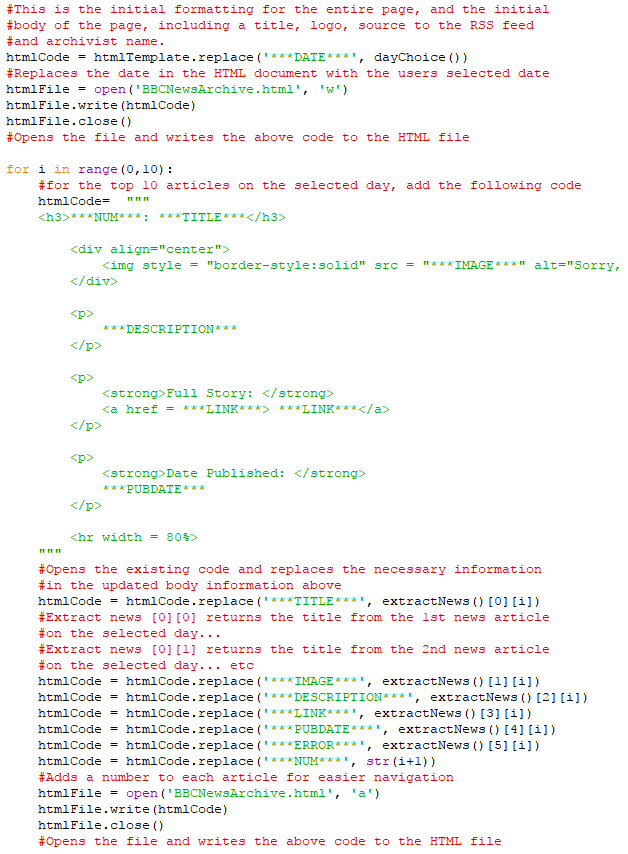 #This is the initial formatting for the entire page, and the initial
#body of the page, including a title, logo, source to the RSS feed
#and archivist name.
htmlCode = htmlTemplate.replace('***DATE***', dayChoice())
#Replaces the date in the HTML document with the users selected date
htmlFile = open('BBCNewsArchive.html', 'w')
htmlFile.write(htmlCode)
htmlFile.close()
#Opens the file and writes the above code to the HTML file

for i in range(0,10):
    #for the top 10 articles on the selected day, add the following code
    htmlCode=  """
    <h3>***NUM***: ***TITLE***</h3>

        <div align="center">
            <img style = "border-style:solid" src = "***IMAGE***" alt="Sorry,
        </div>

        <p>
            ***DESCRIPTION***
        </p>

        <p>
            <strong>Full Story: </strong>
            <a href = ***LINK***> ***LINK***</a>
        </p>

        <p>
            <strong>Date Published: </strong>
            ***PUBDATE***
        </p>

        <hr width = 80%>
    """
    #Opens the existing code and replaces the necessary information
    #in the updated body information above
    htmlCode = htmlCode.replace('***TITLE***', extractNews()[0][i])
    #Extract news [0][0] returns the title from the 1st news article
    #on the selected day...
    #Extract news [0][1] returns the title from the 2nd news article
    #on the selected day... etc
    htmlCode = htmlCode.replace('***IMAGE***', extractNews()[1][i])
    htmlCode = htmlCode.replace('***DESCRIPTION***', extractNews()[2][i])
    htmlCode = htmlCode.replace('***LINK***', extractNews()[3][i])
    htmlCode = htmlCode.replace('***PUBDATE***', extractNews()[4][i])
    htmlCode = htmlCode.replace('***ERROR***', extractNews()[5][i])
    htmlCode = htmlCode.replace('***NUM***', str(i+1))
    #Adds a number to each article for easier navigation
    htmlFile = open('BBCNewsArchive.html', 'a')
    htmlFile.write(htmlCode)
    htmlFile.close()
    #Opens the file and writes the above code to the HTML file